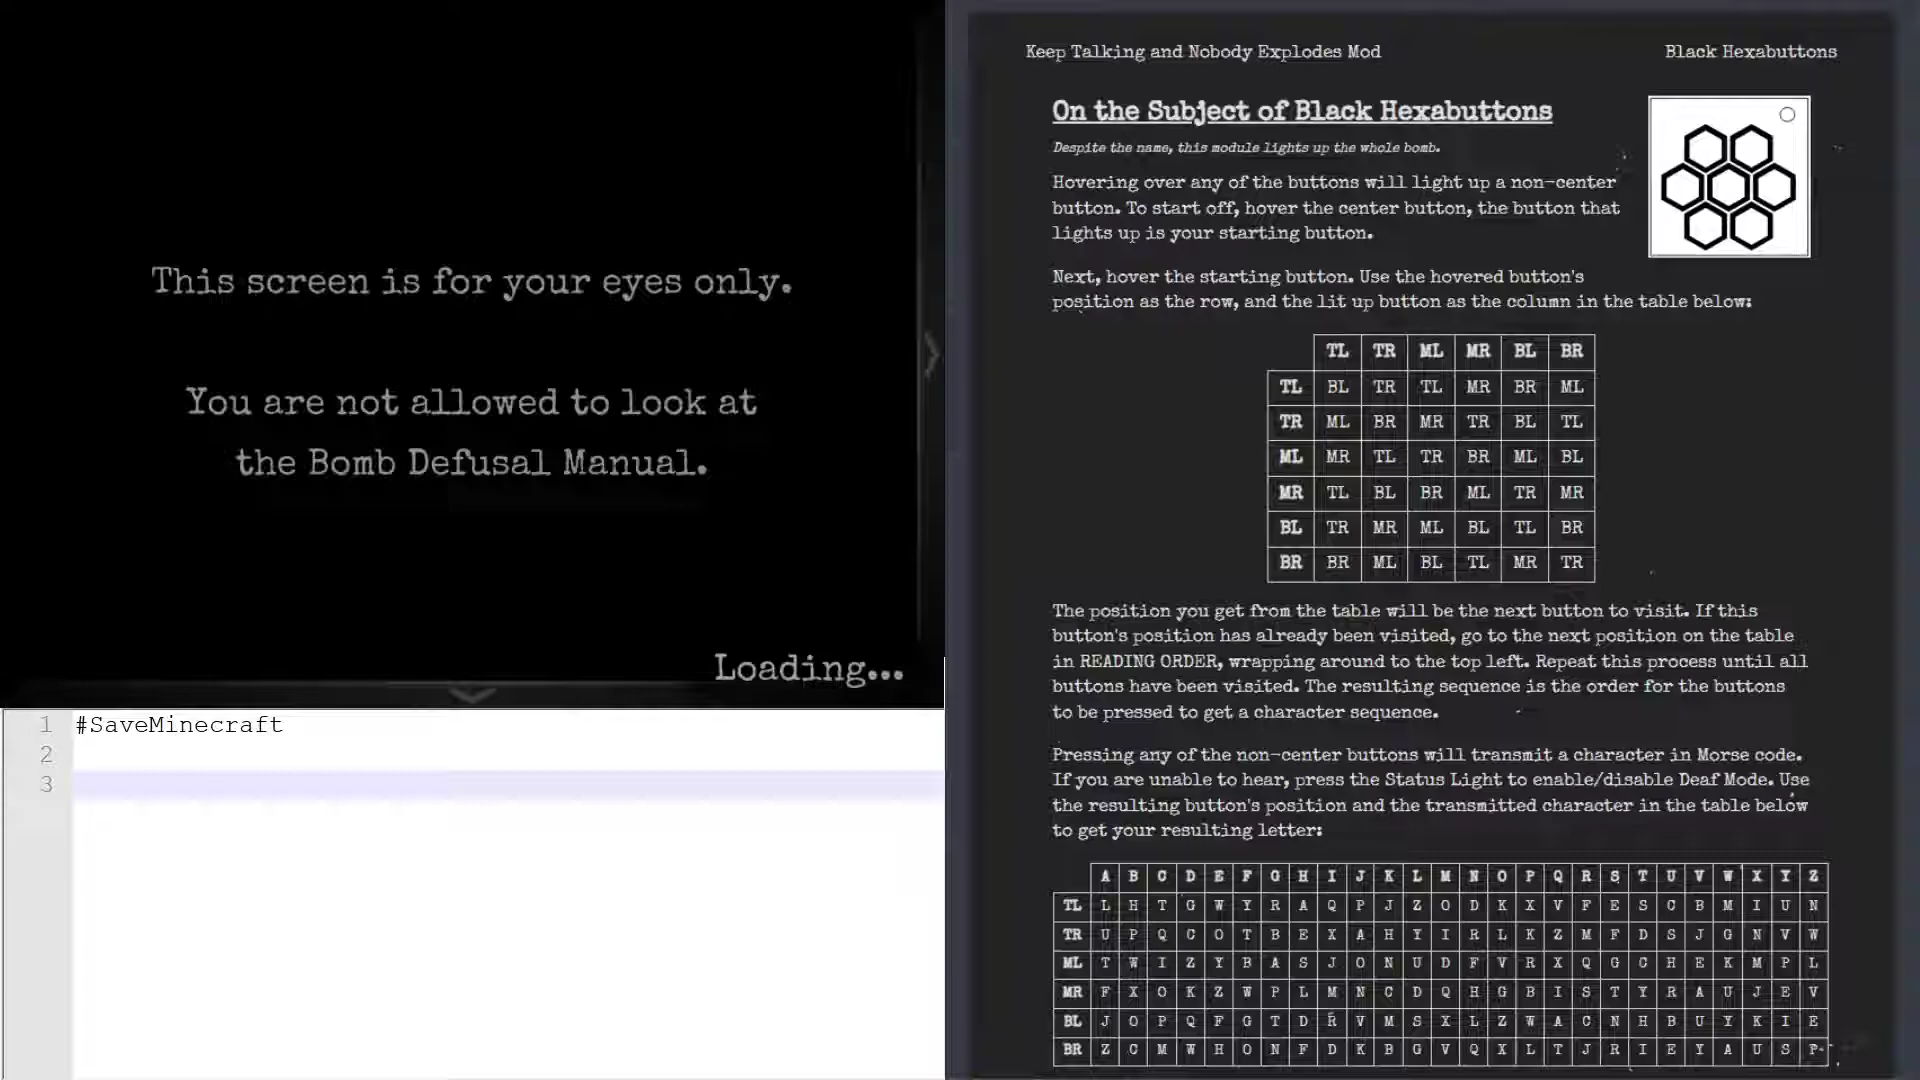 This screen is for your eyes only.
You are not allowed to look at
the Bomb Defusal Manual.
Loading...
1 #SaveMinecraft
2
3
Keep Talking and Nobody Explodes Mod
Black Hexabuttons
On the Subject of Black Hexabuttons
Despite the name, this module lights up the whole bomb.
Hovering over any of the buttons will light up a non-center
button. To start off, hover the center button, the button that
lights up is your starting button.
Next, hover the starting button. Use the hovered button's
position as the row, and the lit up button as the column in the table below:
TL TR ML MR BL BR
TL BL TR TL MR BR ML
TR ML BR MR TR BL TL
ML MR TL TR BR ML BL
MR TL BL BR ML TR MR
BL TR MR ML BL TL BR
BR BR ML BL TL MR TR
The position you get from the table will be the next button to visit. If this
button's position has already been visited, go to the next position on the table
in READING ORDER, wrapping around to the top left. Repeat this process until all
buttons have been visited. The resulting sequence is the order for the buttons
to be pressed to get a character sequence.
Pressing any of the non-center buttons will transmit a character in Morse code.
If you are unable to hear, press the Status Light to enable/disable Deaf Mode. Use
the resulting button's position and the transmitted character in the table below
to get your resulting letter:
A B C D E F G H I J K L M N O P Q R S T U V W X Y Z
TL L H T G W Y R A Q P J Z O D K X V F E S C B M I U N
TR U P Q C O T B E X A H Y I R L K Z M F D S J G N V W
ML T W I Z Y B A S J O N U D F V R X Q G C H E K M P L
MR F X O K Z W P L M N C D Q H G B I S T Y R A U J E V
BL J O P Q F G T D R V M S X L Z W A C N H B U Y K I E
BR Z C M W H O N F D K B G V Q X L T J R I E Y A U S P